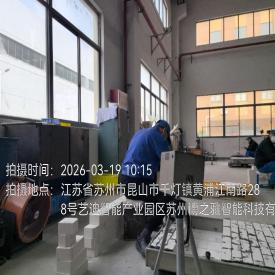 拍摄时间：2026-03-19 10:15
拍摄地点：江苏省苏州市昆山市千灯镇黄浦江南路28
8号艺浊智能产业园区苏州 之 智能科技有